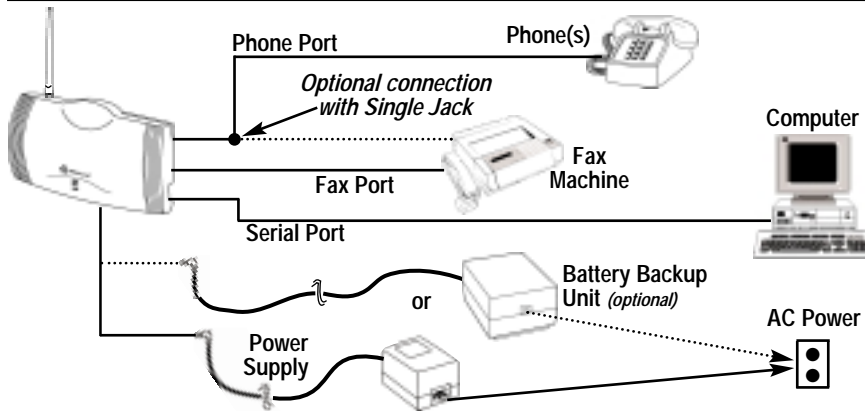 Phone Port
Phone(s)
Optional connection
with Single Jack
Computer
Fax
Machine
Fax Port
Serial Port
Battery Backup
Unit (optional)
or
AC Power
Power
Supply